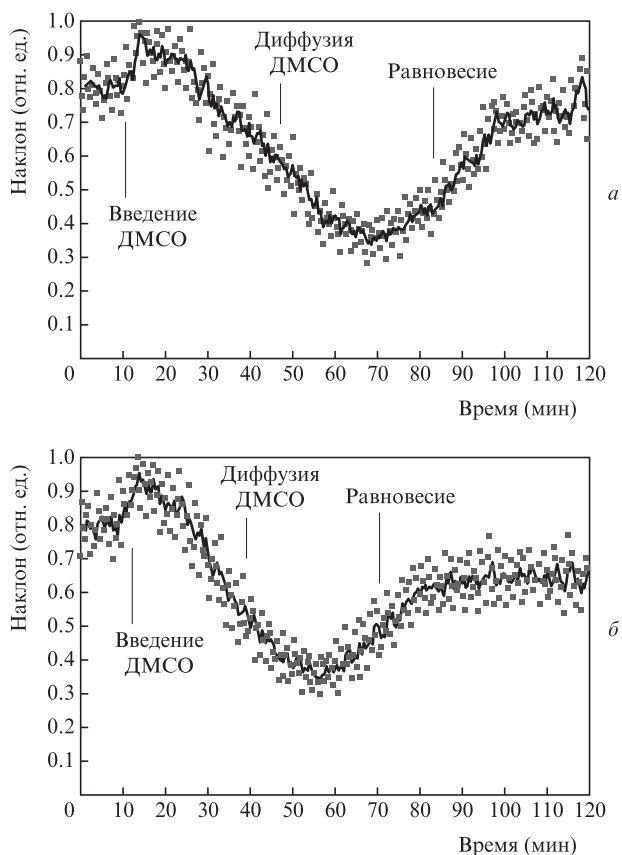 Наклон (отн. ед.)
1.0
0.9
0.8
0.7
0.6
0.5
0.4
0.3
0.2
0.1
Диффузия
ДМСО
Равновесие
Введение
ДМСО
а
0 10 20 30 40 50 60 70 80 90 100 110 120
Время (мин)
Наклон (отн. ед.)
1.0
0.9
0.8
0.7
0.6
0.5
0.4
0.3
0.2
0.1
Диффузия
ДМСО
Равновесие
Введение
ДМСО
б
0 10 20 30 40 50 60 70 80 90 100 110 120
Время (мин)